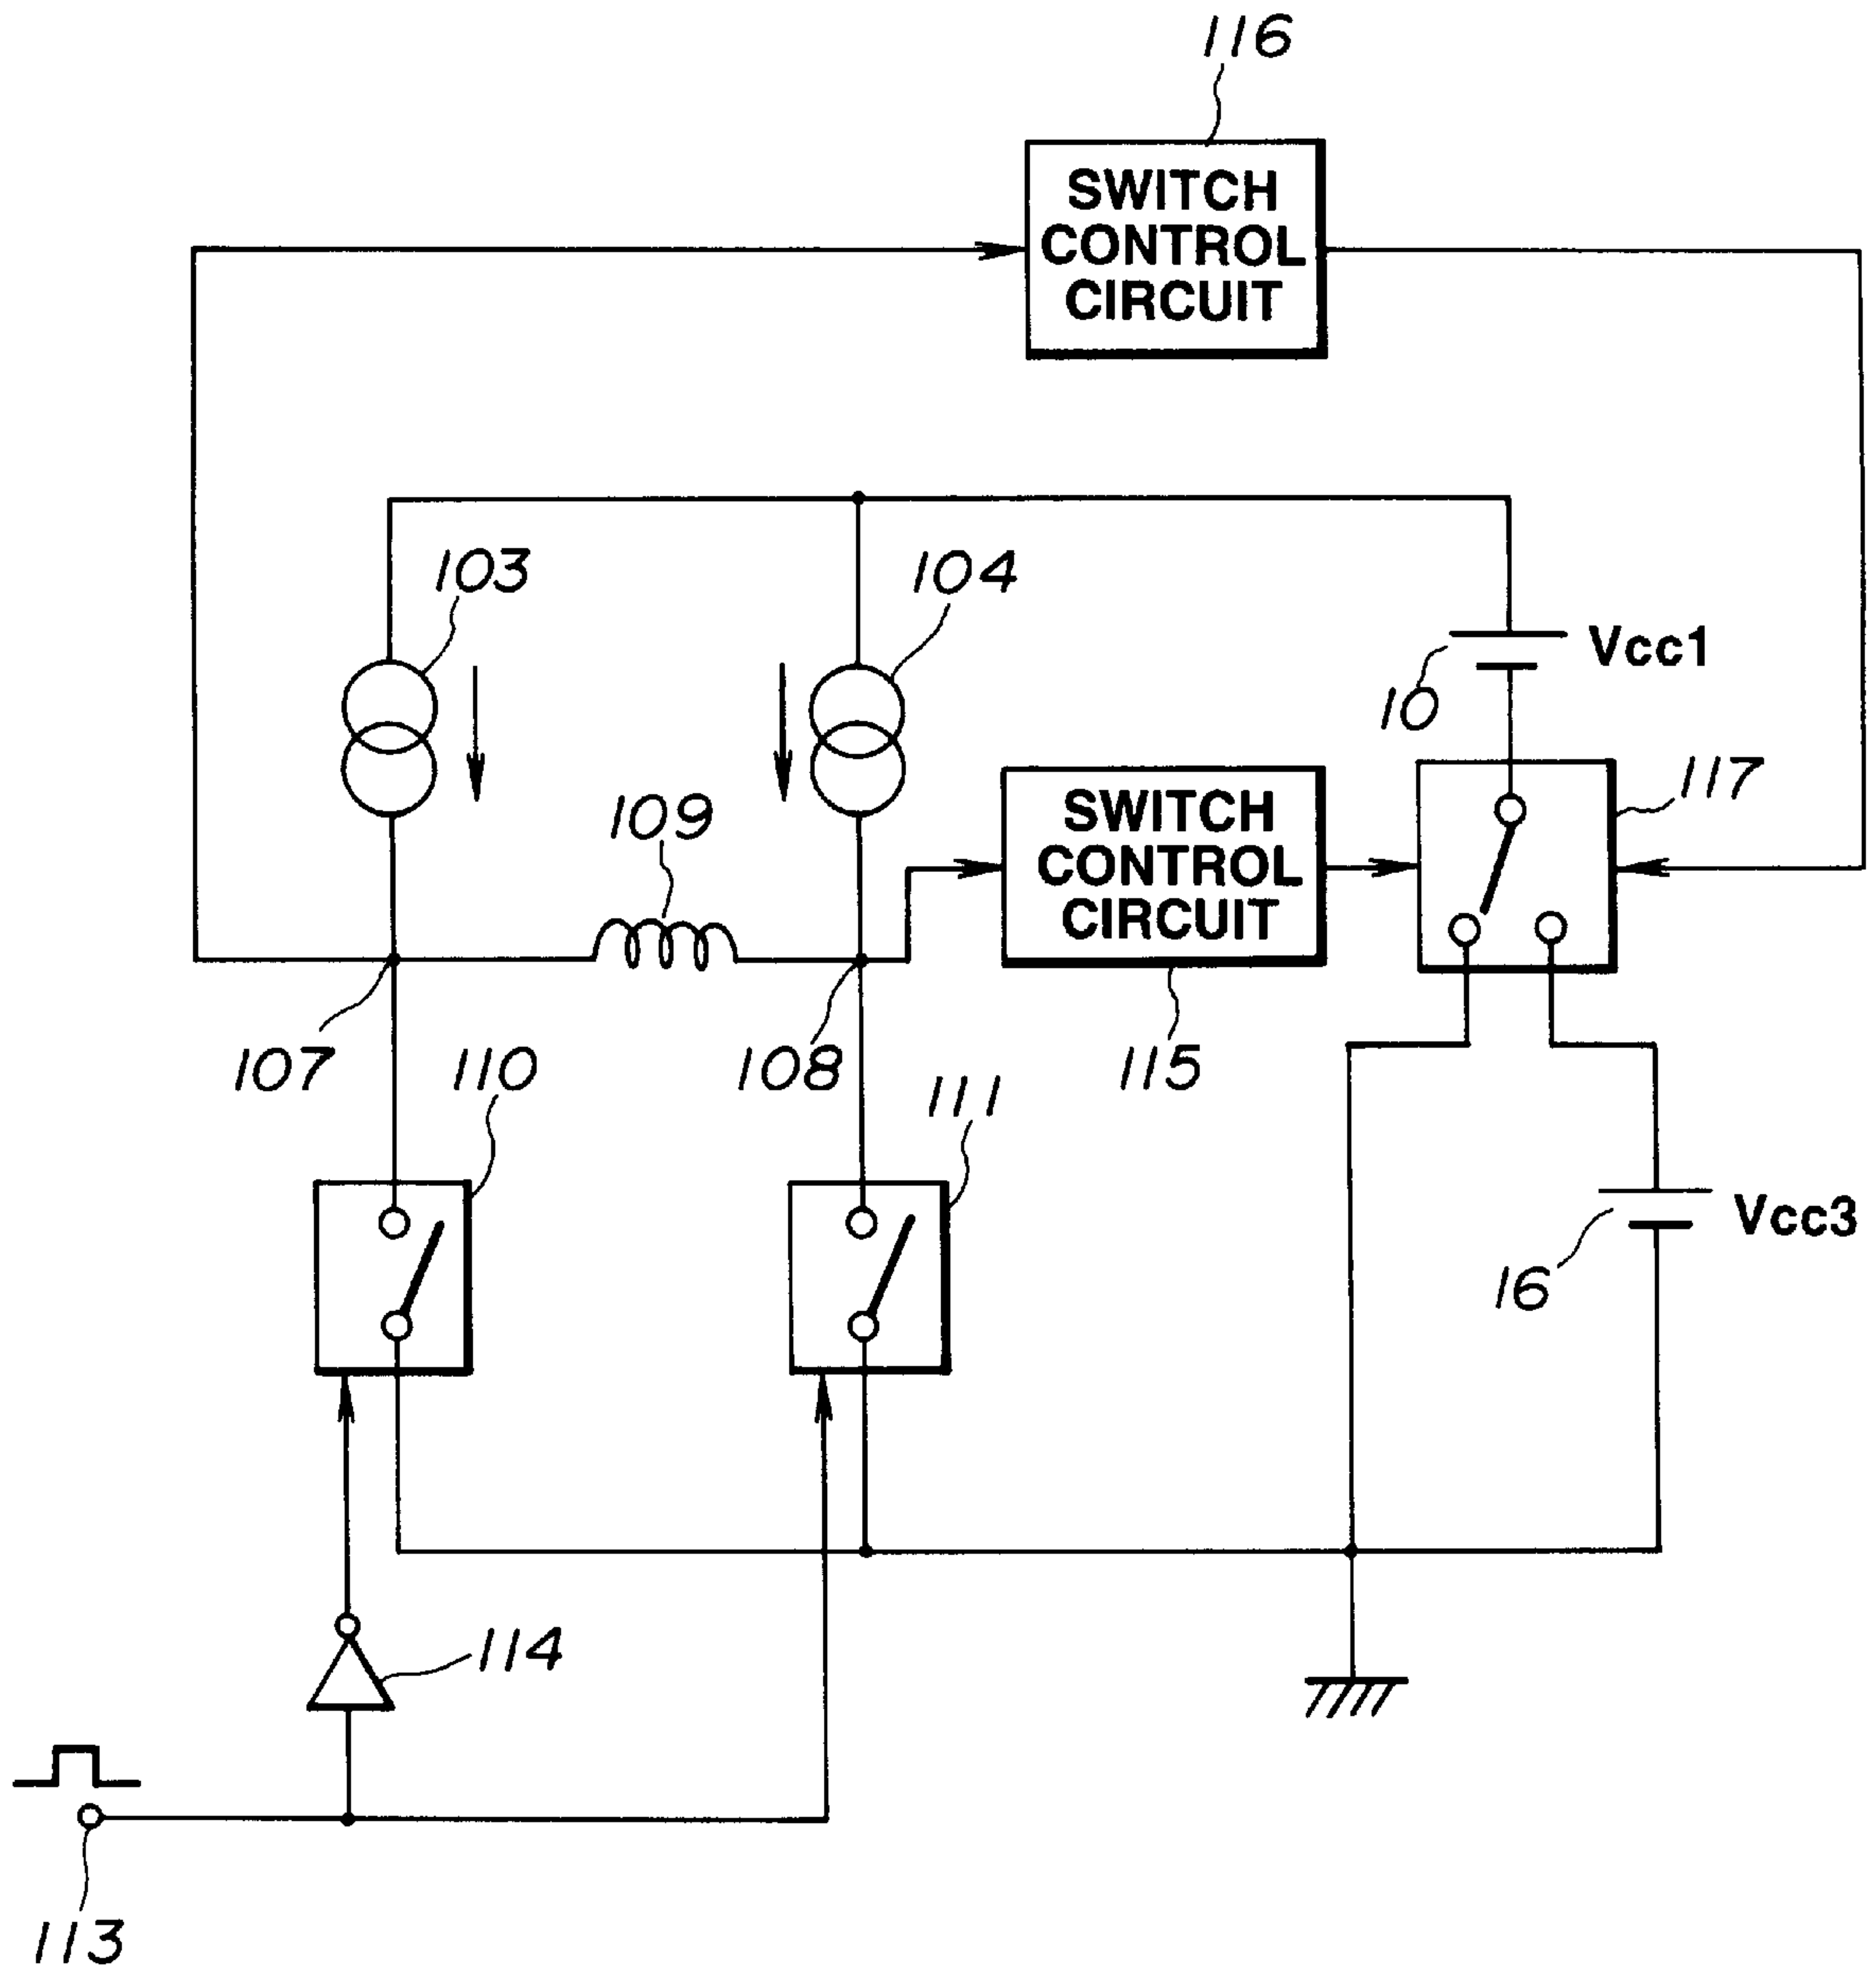 116
SWITCH
CONTROL
CIRCUIT
103
104
Vcc1
10
117
109
SWITCH
CONTROL
CIRCUIT
107
110
108
115
111
Vcc3
16
114
113